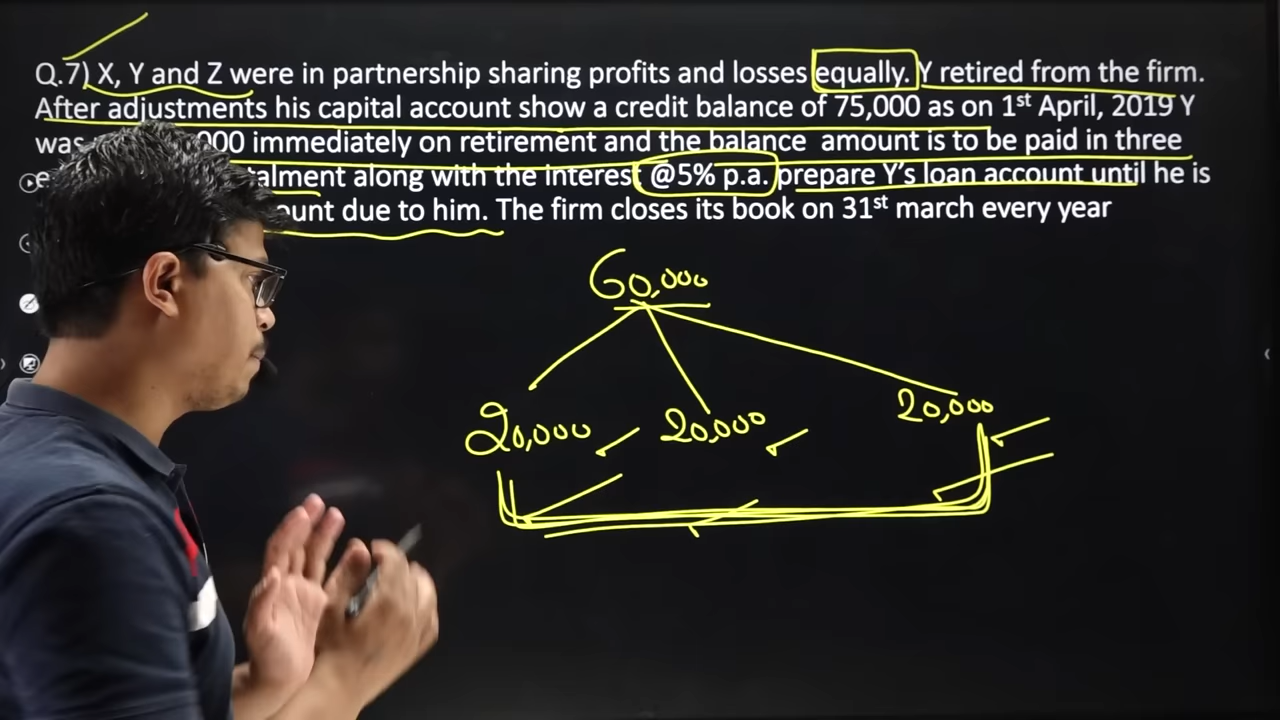 Q.7) X, Y and Z were in partnership sharing profits and losses equally. Y retired from the firm.
After adjustments his capital account show a credit balance of 75,000 as on 1st April, 2019 Y
was 000 immediately on retirement and the balance amount is to be paid in three
along with the interest @5% p.a. prepare Y's loan account until he is
due to him. The firm closes its book on 31st march every year
60,000
20,000 20,000 20,000